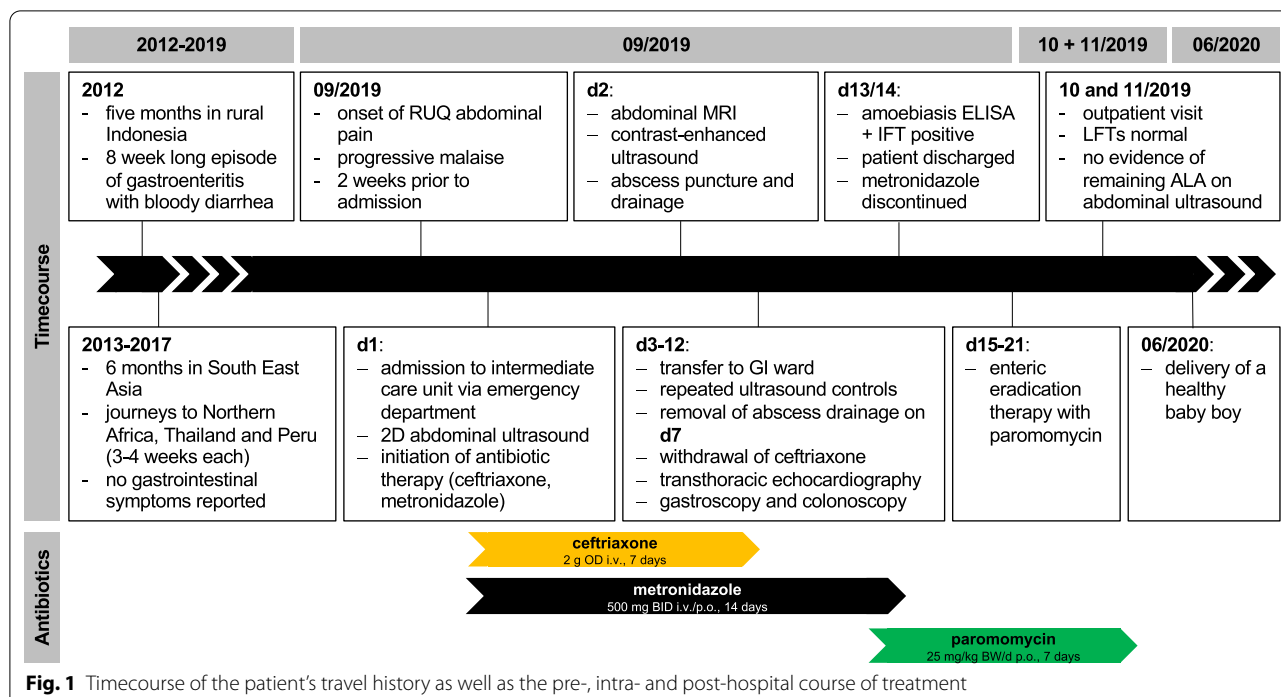 2012-2019
09/2019
10 + 11/2019
06/2020
Timecourse
2012
- five months in rural
Indonesia
- 8 week long episode
of gastroenteritis
with bloody diarrhea
09/2019
- onset of RUQ abdominal
pain
- progressive malaise
- 2 weeks prior to
admission
d2:
– abdominal MRI
– contrast-enhanced
ultrasound
– abscess puncture and
drainage
d13/14:
– amoebiasis ELISA
+ IFT positive
– patient discharged
– metronidazole
discontinued
10 and 11/2019
- outpatient visit
- LFTs normal
- no evidence of
remaining ALA on
abdominal ultrasound
2013-2017
- 6 months in South East
Asia
- journeys to Northern
Africa, Thailand and Peru
(3-4 weeks each)
- no gastrointestinal
symptoms reported
d1:
– admission to intermediate
care unit via emergency
department
– 2D abdominal ultrasound
– initiation of antibiotic
therapy (ceftriaxone,
metronidazole)
d3-12:
– transfer to GI ward
– repeated ultrasound controls
– removal of abscess drainage on
d7
– withdrawal of ceftriaxone
– transthoracic echocardiography
– gastroscopy and colonoscopy
d15-21:
– enteric
eradication
therapy with
paromomycin
06/2020:
– delivery of a
healthy
baby boy
Antibiotics
ceftriaxone
2 g OD i.v., 7 days
metronidazole
500 mg BID i.v./p.o., 14 days
paromomycin
25 mg/kg BW/d p.o., 7 days
Fig. 1 Timecourse of the patient's travel history as well as the pre-, intra- and post-hospital course of treatment